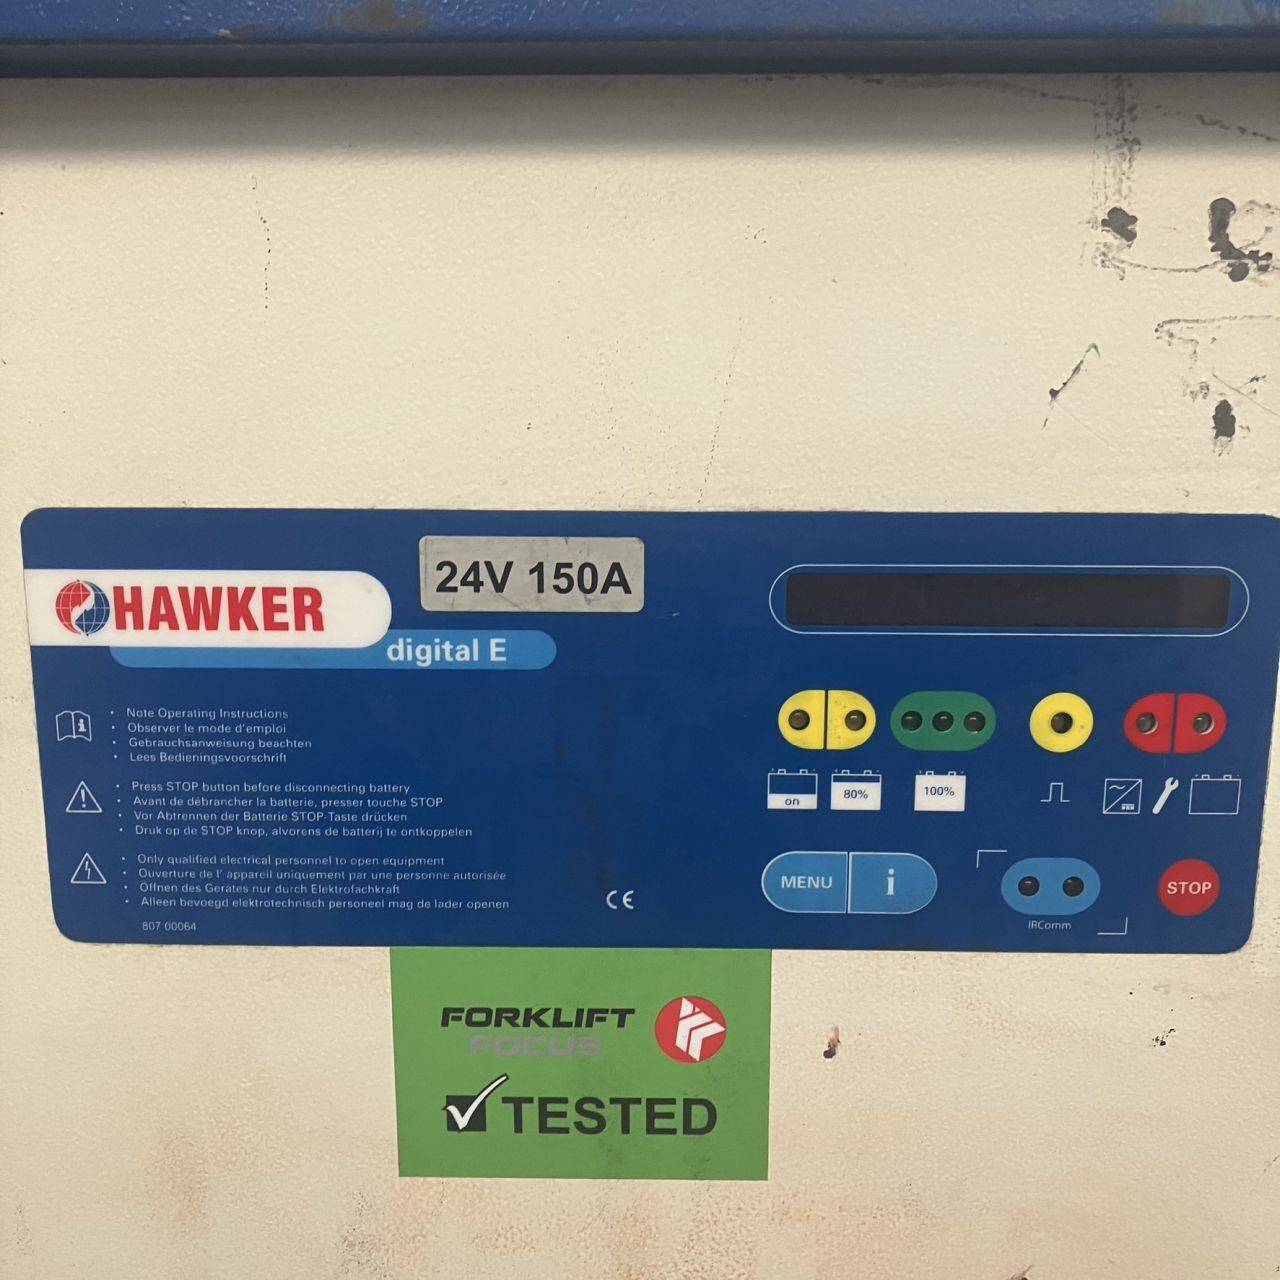 24V 150A
HAWKER
digital E
• Note Operating Instructions
• Observer le mode d'emploi
• Gebrauchsanweisung beachten
• Lees Bedieningsvoorschrift
• Press STOP button before disconnecting battery
• Avant de débrancher la batterie, presser touche STOP
• Vor Abtrennen der Batterie STOP-Taste drücken
• Druk op de STOP knop, alvorens de batterij te ontkoppelen
• Only qualified electrical personnel to open equipment
• Ouverture de l' appareil uniquement par une personne autorisée
• Öffnen des Gerätes nur durch Elektrofachkraft
• Alleen bevoegd elektrotechnisch personeel mag de lader openen
807 00064
CE
on 80% 100%
MENU i STOP
IRComm
FORKLIFT
FOCUS
TESTED